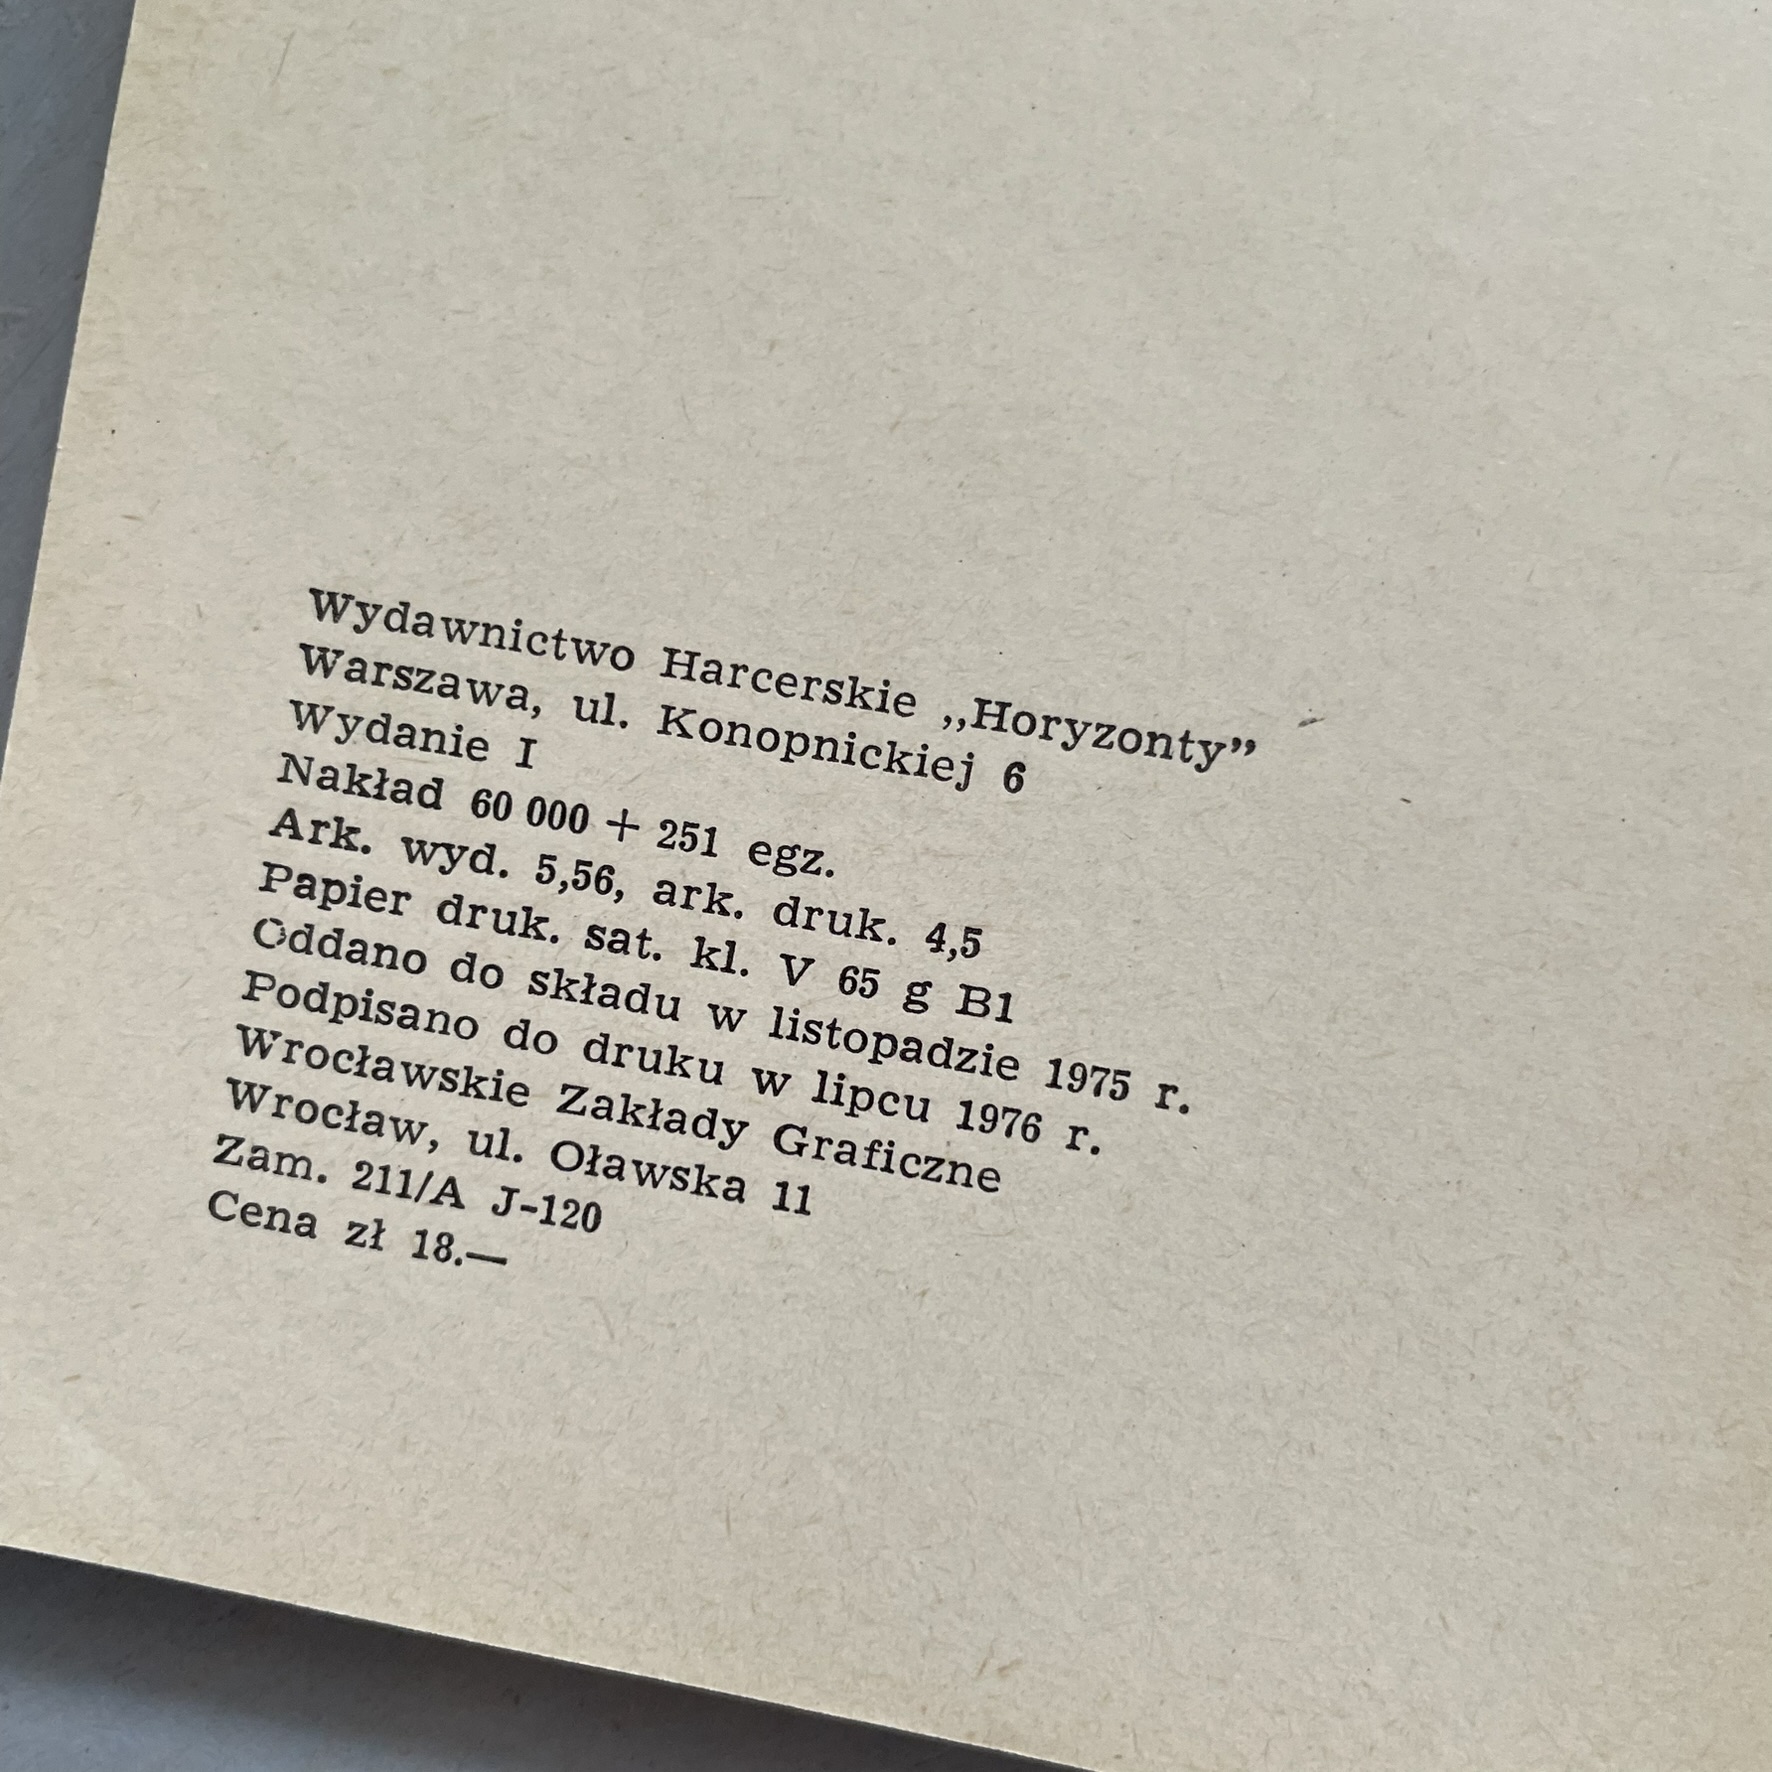 Wydawnictwo Harcerskie ,,Horyzonty”
Warszawa, ul. Konopnickiej 6
Wydanie I
Nakład 60 000 + 251 egz.
Ark. wyd. 5,56, ark. druk. 4,5
Papier druk. sat. kl. V 65 g B1
Oddano do składu w listopadzie 1975 r.
Podpisano do druku w lipcu 1976 r.
Wrocławskie Zakłady Graficzne
Wrocław, ul. Oławska 11
Zam. 211/A J-120
Cena zł 18.—